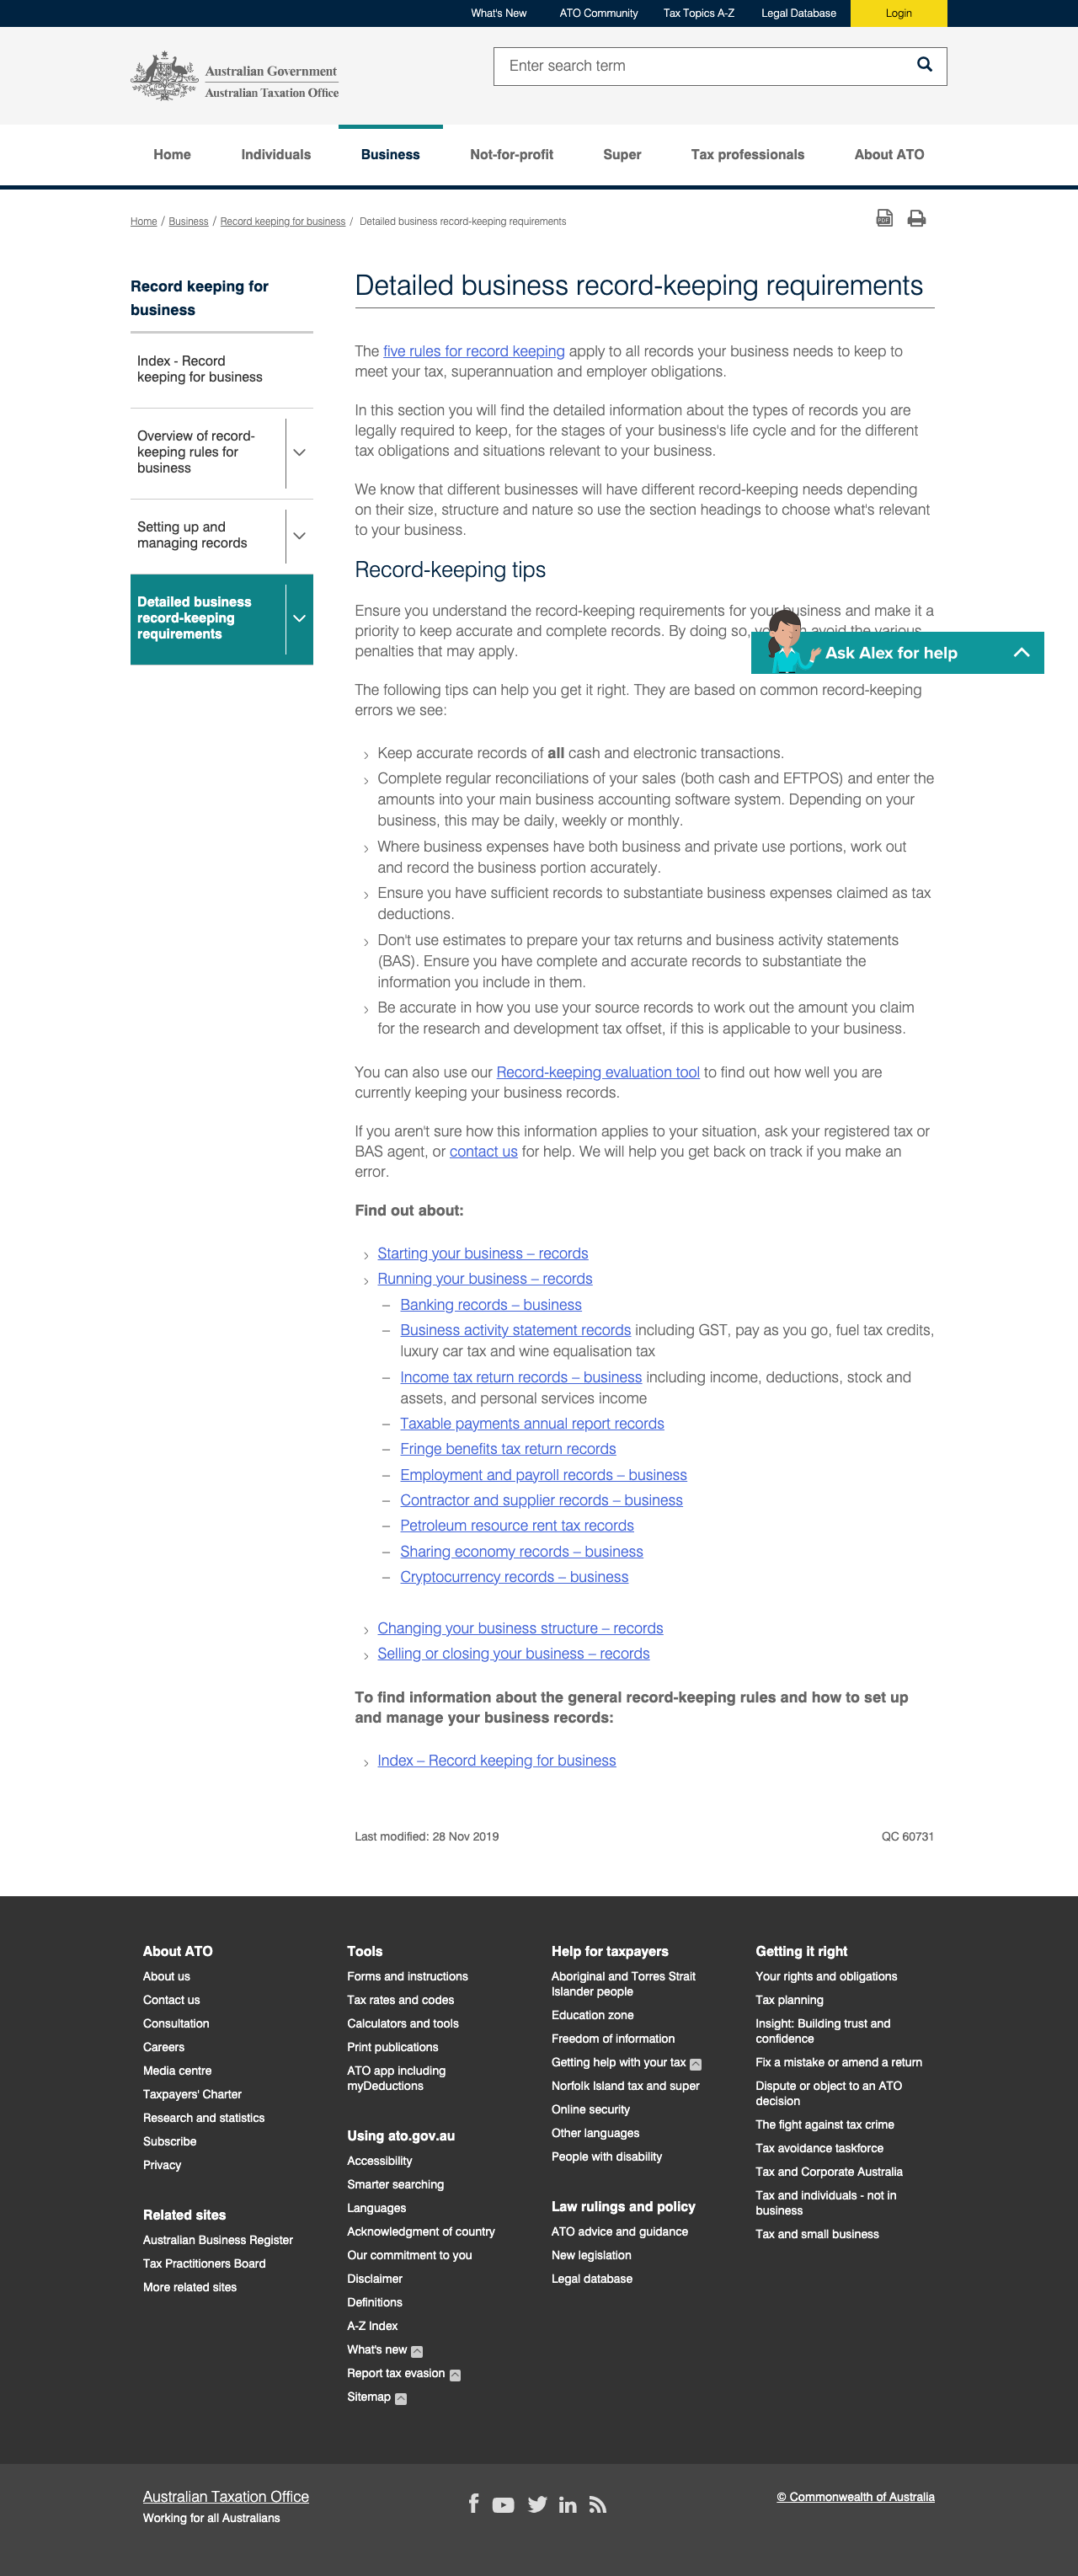 What's New ATO Community Tax Topics A-Z Legal Database Login
Australian Government
Australian Taxation Office
Enter search term
Home Individuals Business Not-for-profit Super Tax professionals About ATO
Home / Business / Record keeping for business / Detailed business record-keeping requirements
PDF
Record keeping for
business
Index - Record
keeping for business
Overview of record-
keeping rules for
business
Setting up and
managing records
Detailed business
record-keeping
requirements
Detailed business record-keeping requirements
The five rules for record keeping apply to all records your business needs to keep to
meet your tax, superannuation and employer obligations.
In this section you will find the detailed information about the types of records you are
legally required to keep, for the stages of your business's life cycle and for the different
tax obligations and situations relevant to your business.
We know that different businesses will have different record-keeping needs depending
on their size, structure and nature so use the section headings to choose what's relevant
to your business.
Record-keeping tips
Ensure you understand the record-keeping requirements for your business and make it a
priority to keep accurate and complete records. By doing so, avoid the various
penalties that may apply.
Ask Alex for help
The following tips can help you get it right. They are based on common record-keeping
errors we see:
Keep accurate records of all cash and electronic transactions.
Complete regular reconciliations of your sales (both cash and EFTPOS) and enter the
amounts into your main business accounting software system. Depending on your
business, this may be daily, weekly or monthly.
Where business expenses have both business and private use portions, work out
and record the business portion accurately.
Ensure you have sufficient records to substantiate business expenses claimed as tax
deductions.
Don't use estimates to prepare your tax returns and business activity statements
(BAS). Ensure you have complete and accurate records to substantiate the
information you include in them.
Be accurate in how you use your source records to work out the amount you claim
for the research and development tax offset, if this is applicable to your business.
You can also use our Record-keeping evaluation tool to find out how well you are
currently keeping your business records.
If you aren't sure how this information applies to your situation, ask your registered tax or
BAS agent, or contact us for help. We will help you get back on track if you make an
error.
Find out about:
Starting your business – records
Running your business – records
– Banking records – business
– Business activity statement records including GST, pay as you go, fuel tax credits,
luxury car tax and wine equalisation tax
– Income tax return records – business including income, deductions, stock and
assets, and personal services income
– Taxable payments annual report records
– Fringe benefits tax return records
– Employment and payroll records – business
– Contractor and supplier records – business
– Petroleum resource rent tax records
– Sharing economy records – business
– Cryptocurrency records – business
Changing your business structure – records
Selling or closing your business – records
To find information about the general record-keeping rules and how to set up
and manage your business records:
Index – Record keeping for business
Last modified: 28 Nov 2019 QC 60731
About ATO
About us
Contact us
Consultation
Careers
Media centre
Taxpayers' Charter
Research and statistics
Subscribe
Privacy
Related sites
Australian Business Register
Tax Practitioners Board
More related sites
Tools
Forms and instructions
Tax rates and codes
Calculators and tools
Print publications
ATO app including
myDeductions
Using ato.gov.au
Accessibility
Smarter searching
Languages
Acknowledgment of country
Our commitment to you
Disclaimer
Definitions
A-Z Index
What's new
Report tax evasion
Sitemap
Help for taxpayers
Aboriginal and Torres Strait
Islander people
Education zone
Freedom of information
Getting help with your tax
Norfolk Island tax and super
Online security
Other languages
People with disability
Law rulings and policy
ATO advice and guidance
New legislation
Legal database
Getting it right
Your rights and obligations
Tax planning
Insight: Building trust and
confidence
Fix a mistake or amend a return
Dispute or object to an ATO
decision
The fight against tax crime
Tax avoidance taskforce
Tax and Corporate Australia
Tax and individuals - not in
business
Tax and small business
Australian Taxation Office
Working for all Australians
© Commonwealth of Australia